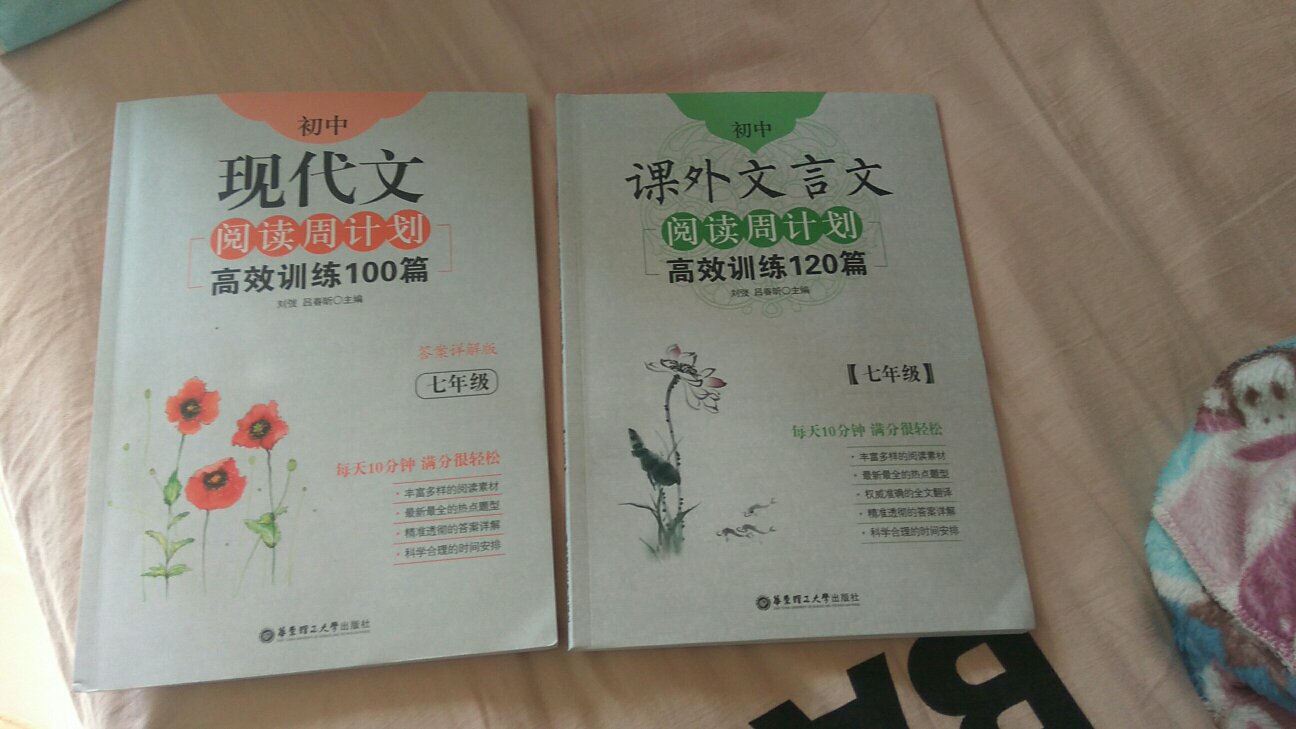 初中
现代文
阅读周计划
高效训练100篇
刘弢 吕春昕〇主编
答案详解版
七年级
每天10分钟 满分很轻松
· 丰富多样的阅读素材
· 最新最全的热点题型
· 精准透彻的答案详解
· 科学合理的时间安排
华东理工大学出版社
初中
课外文言文
阅读周计划
高效训练120篇
刘弢 吕春昕〇主编
【七年级】
每天10分钟 满分很轻松
· 丰富多样的阅读素材
· 最新最全的热点题型
· 权威准确的全文翻译
· 精准透彻的答案详解
· 科学合理的时间安排
华东理工大学出版社